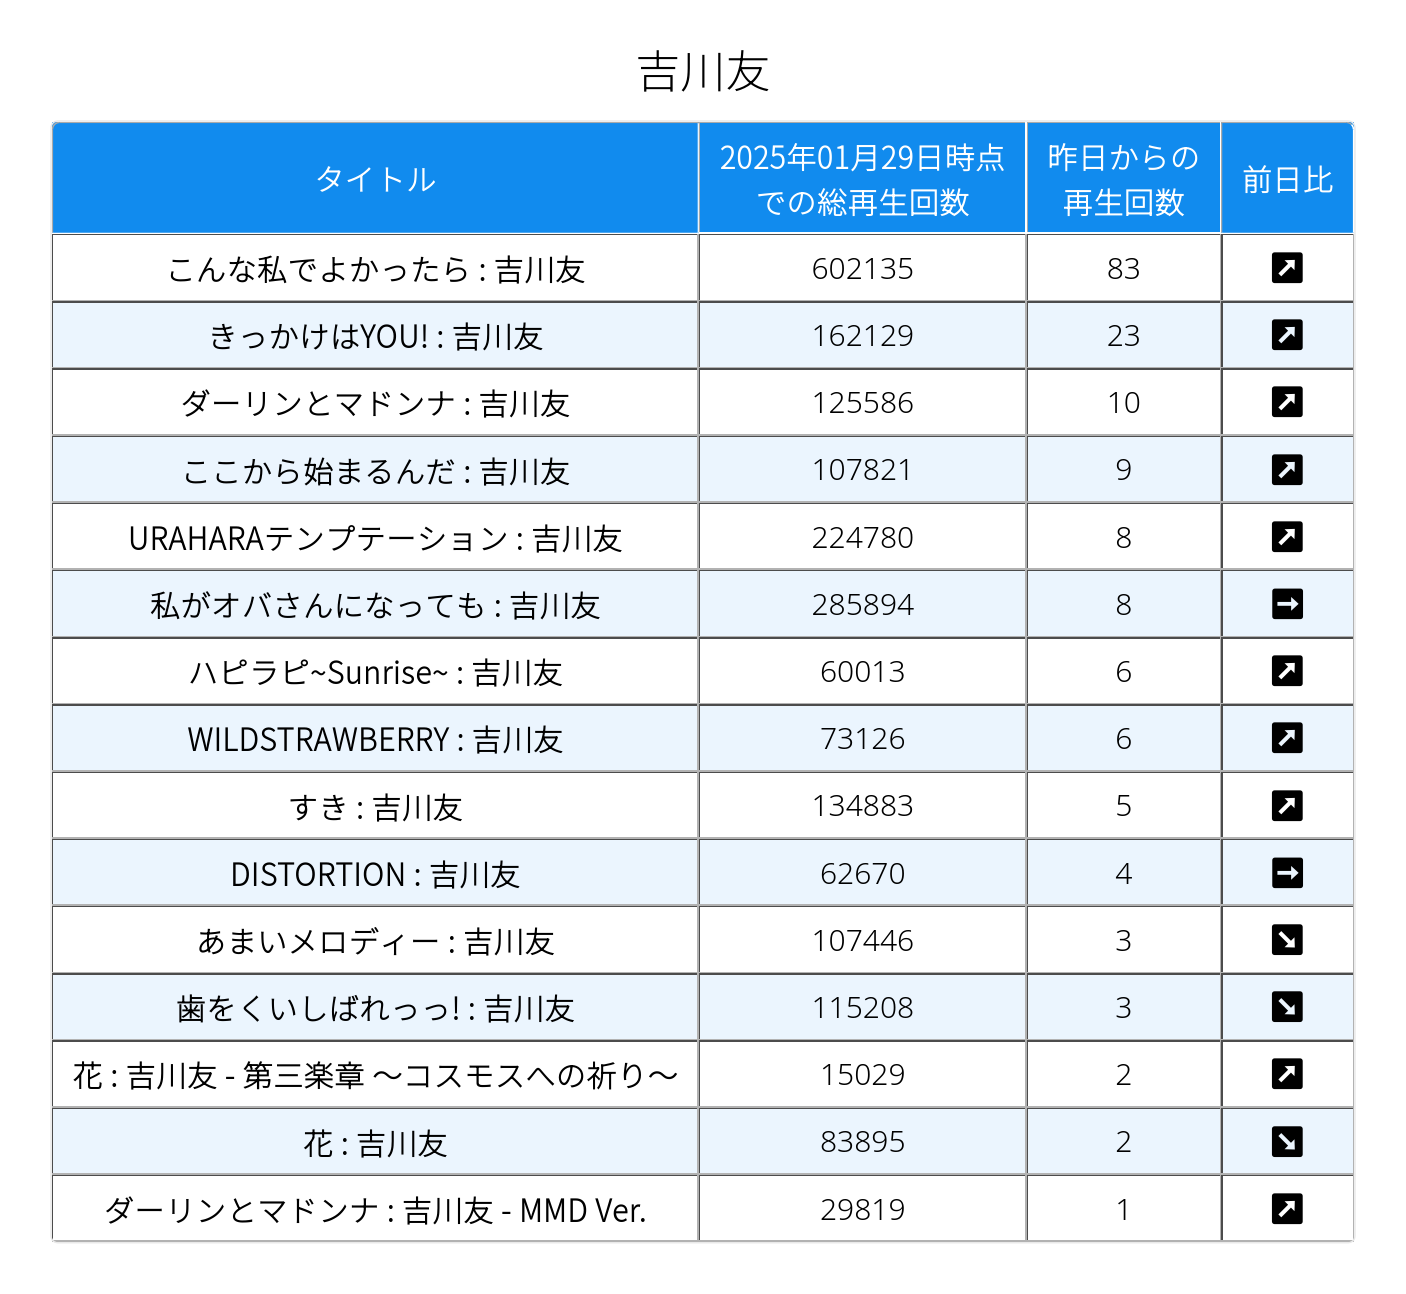 吉川友
タイトル 2025年01月29日時点での総再生回数 昨日からの再生回数 前日比
こんな私でよかったら : 吉川友 602135 83 ↗
きっかけはYOU! : 吉川友 162129 23 ↗
ダーリンとマドンナ : 吉川友 125586 10 ↗
ここから始まるんだ : 吉川友 107821 9 ↗
URAHARAテンプテーション : 吉川友 224780 8 ↗
私がオバさんになっても : 吉川友 285894 8 →
ハピラピ~Sunrise~ : 吉川友 60013 6 ↗
WILDSTRAWBERRY : 吉川友 73126 6 ↗
すき : 吉川友 134883 5 ↗
DISTORTION : 吉川友 62670 4 →
あまいメロディー : 吉川友 107446 3 ↘
歯をくいしばれっっ! : 吉川友 115208 3 ↘
花 : 吉川友 - 第三楽章 〜コスモスへの祈り〜 15029 2 ↗
花 : 吉川友 83895 2 ↘
ダーリンとマドンナ : 吉川友 - MMD Ver. 29819 1 ↗